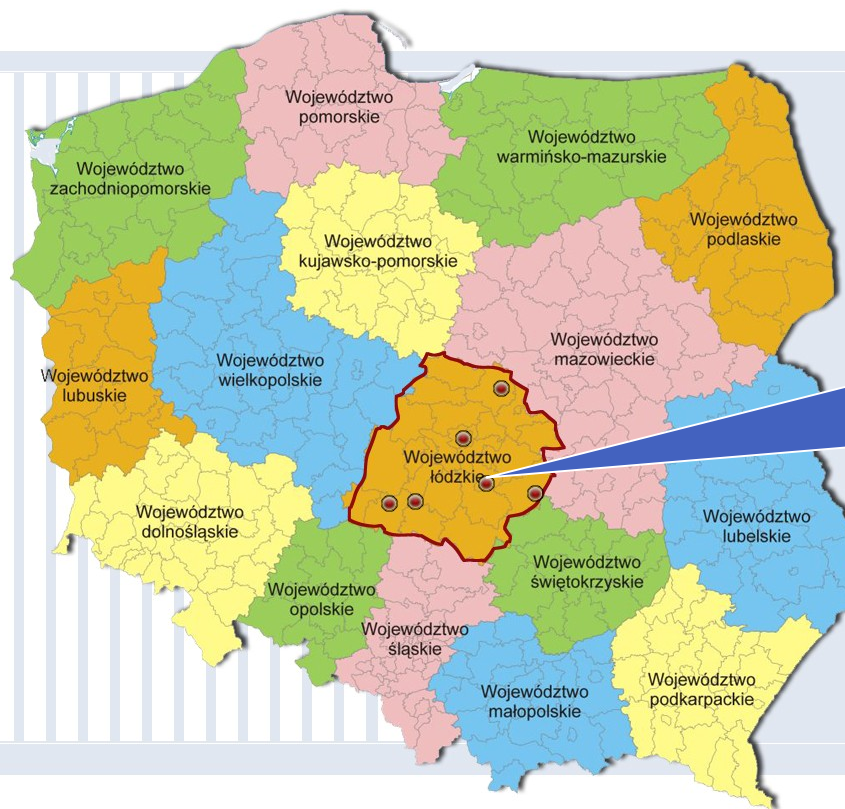 Województwo
pomorskie
Województwo
warmińsko-mazurskie
Województwo
zachodniopomorskie
Województwo
podlaskie
Województwo
kujawsko-pomorskie
Województwo
mazowieckie
Województwo
wielkopolskie
Województwo
lubuskie
Województwo
łódzkie
Województwo
dolnośląskie
Województwo
lubelskie
Województwo
świętokrzyskie
Województwo
opolskie
Województwo
śląskie
Województwo
podkarpackie
Województwo
małopolskie